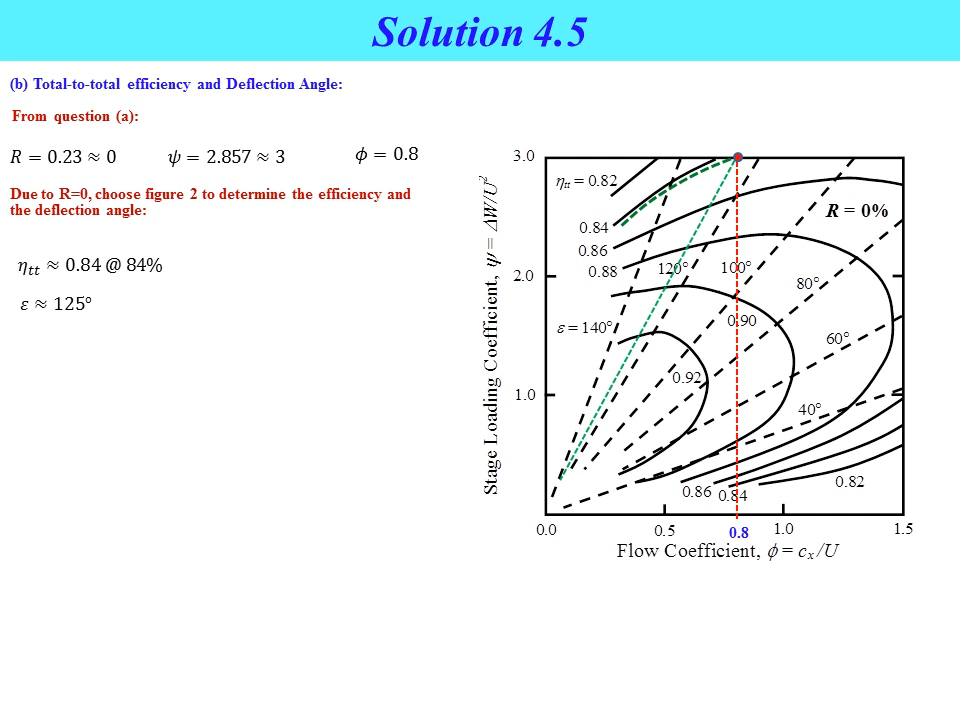 Solution 4.5
(b) Total-to-total efficiency and Deflection Angle:
From question (a):
R = 0.23 ≈ 0
ψ = 2.857 ≈ 3
ϕ = 0.8
Due to R=0, choose figure 2 to determine the efficiency and
the deflection angle:
η_tt ≈ 0.84 @ 84%
ε ≈ 125°
Stage Loading Coefficient, ψ = ΔW/U²
3.0
2.0
1.0
η_tt = 0.82
0.84
0.86
0.88
R = 0%
120°
100°
80°
ε = 140°
0.90
60°
0.92
40°
0.86
0.84
0.82
0.0
0.5
0.8
1.0
1.5
Flow Coefficient, ϕ = cₓ/U